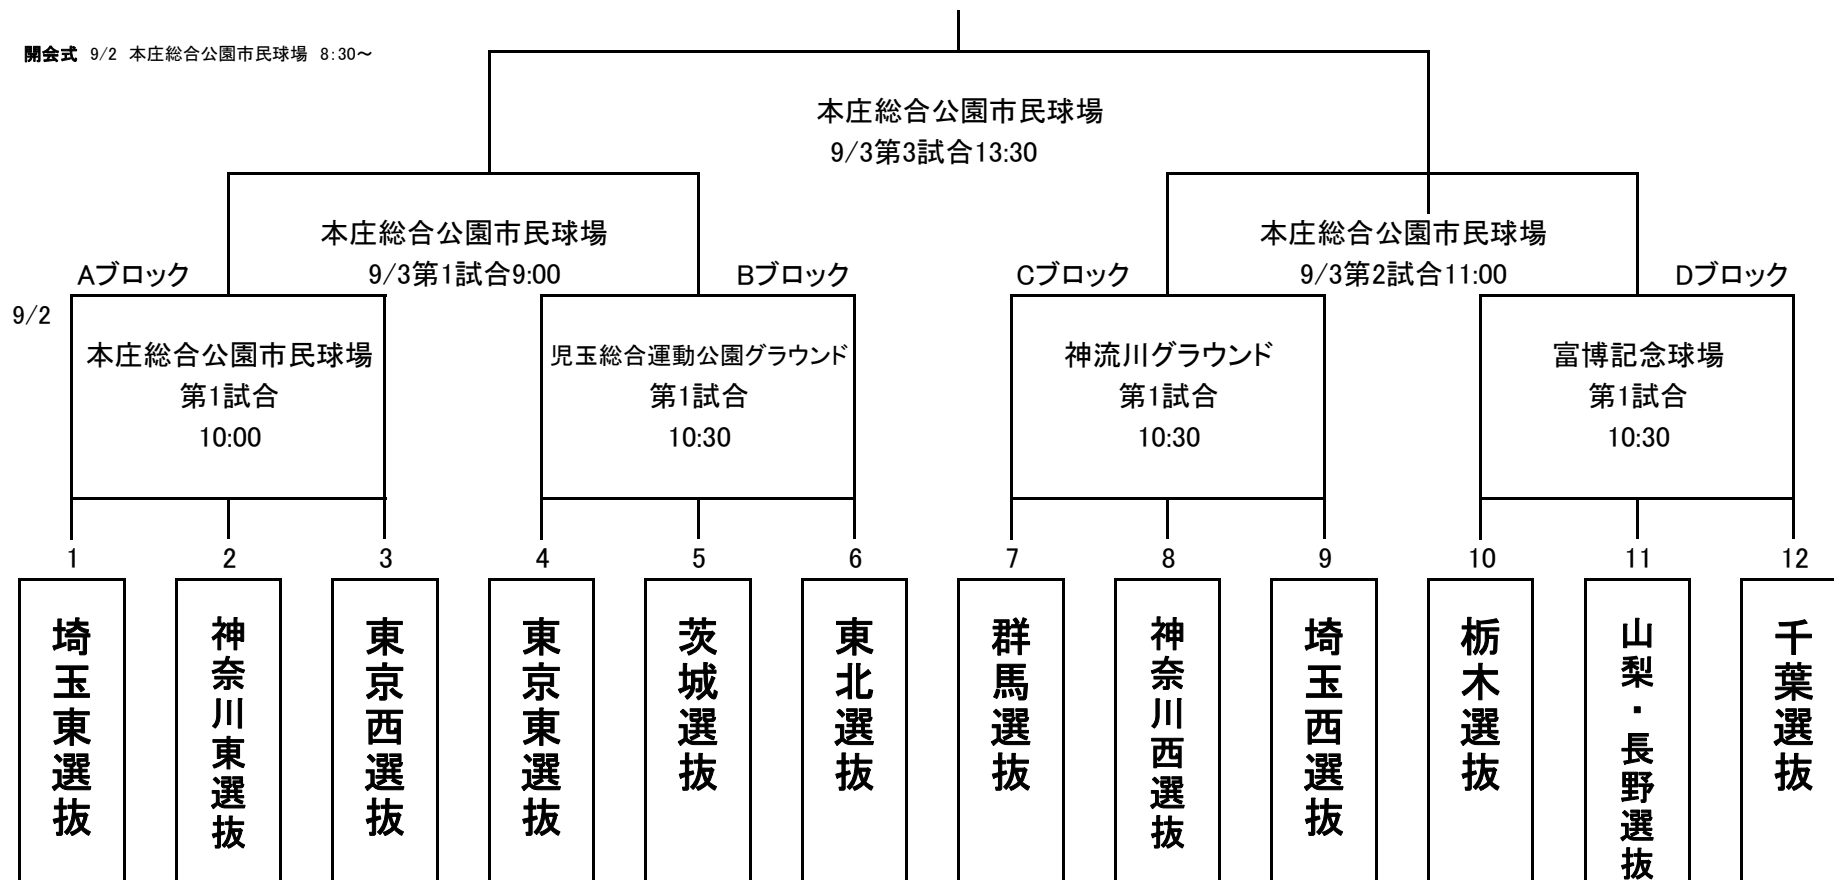 開会式 9/2 本庄総合公園市民球場 8:30～
本庄総合公園市民球場
9/3第3試合13:30
本庄総合公園市民球場
9/3第1試合9:00
本庄総合公園市民球場
9/3第2試合11:00
Aブロック
Bブロック
Cブロック
Dブロック
9/2
本庄総合公園市民球場
第1試合
10:00
児玉総合運動公園グラウンド
第1試合
10:30
神流川グラウンド
第1試合
10:30
富博記念球場
第1試合
10:30
1
2
3
4
5
6
7
8
9
10
11
12
埼玉東選抜
神奈川東選抜
東京西選抜
東京東選抜
茨城選抜
東北選抜
群馬選抜
神奈川西選抜
埼玉西選抜
栃木選抜
山梨・長野選抜
千葉選抜